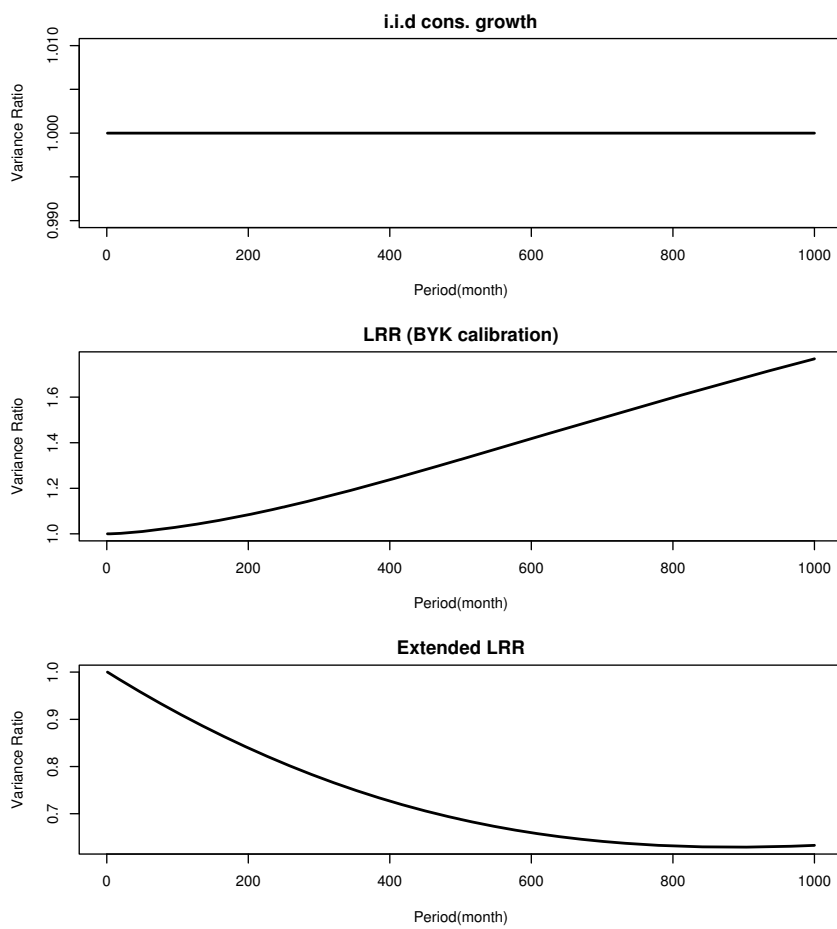 i.i.d cons. growth
Variance Ratio
1.010
1.000
0.990
0 200 400 600 800 1000
Period(month)
LRR (BYK calibration)
Variance Ratio
1.6
1.4
1.2
1.0
0 200 400 600 800 1000
Period(month)
Extended LRR
Variance Ratio
1.0
0.9
0.8
0.7
0 200 400 600 800 1000
Period(month)